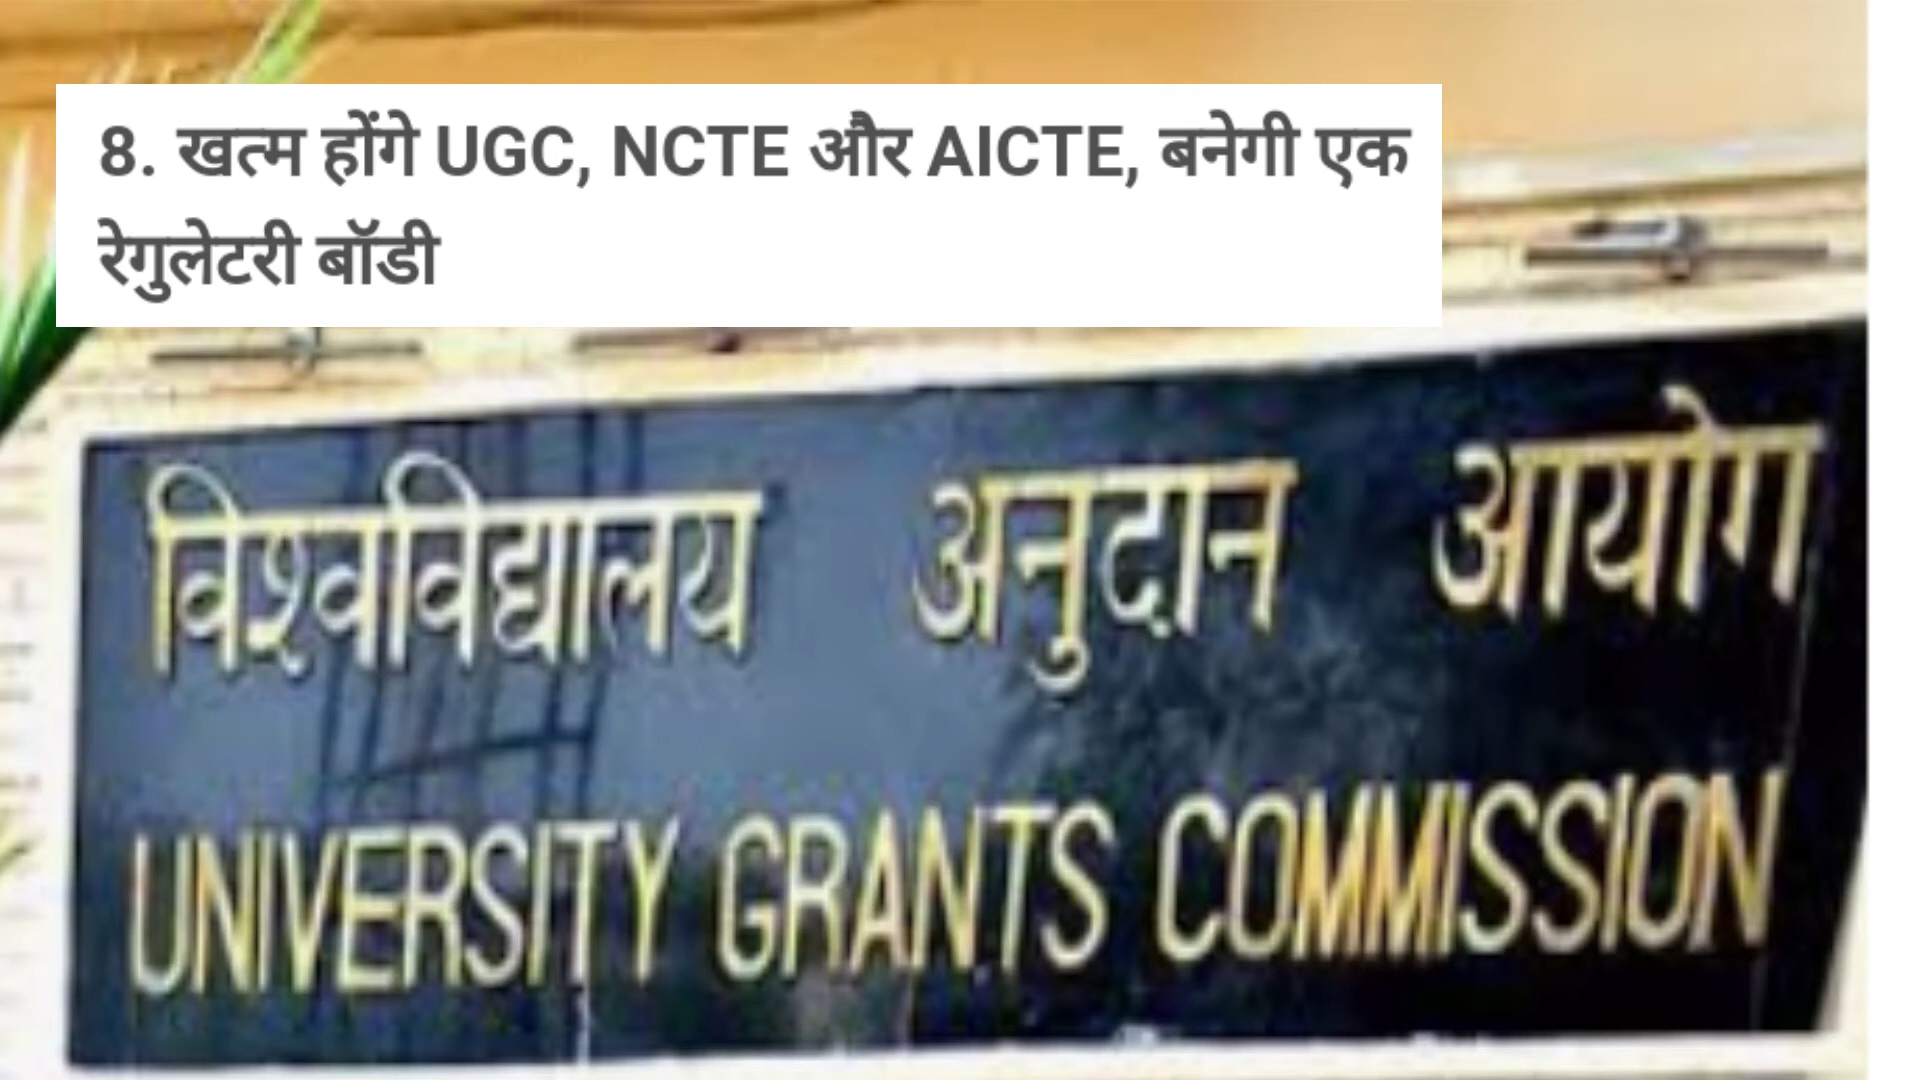 8. खत्म होंगे UGC, NCTE और AICTE, बनेगी एक
रेगुलेटरी बॉडी
विश्वविद्यालय अनुदान आयोग
UNIVERSITY GRANTS COMMISSION